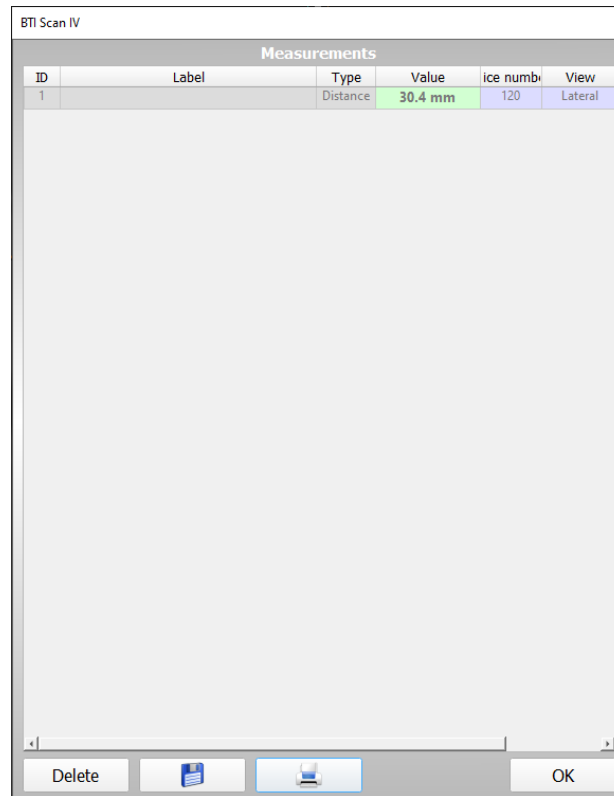 BTI Scan IV
Measurements
ID Label Type Value ice numbe View
1 Distance 30.4 mm 120 Lateral
Delete OK